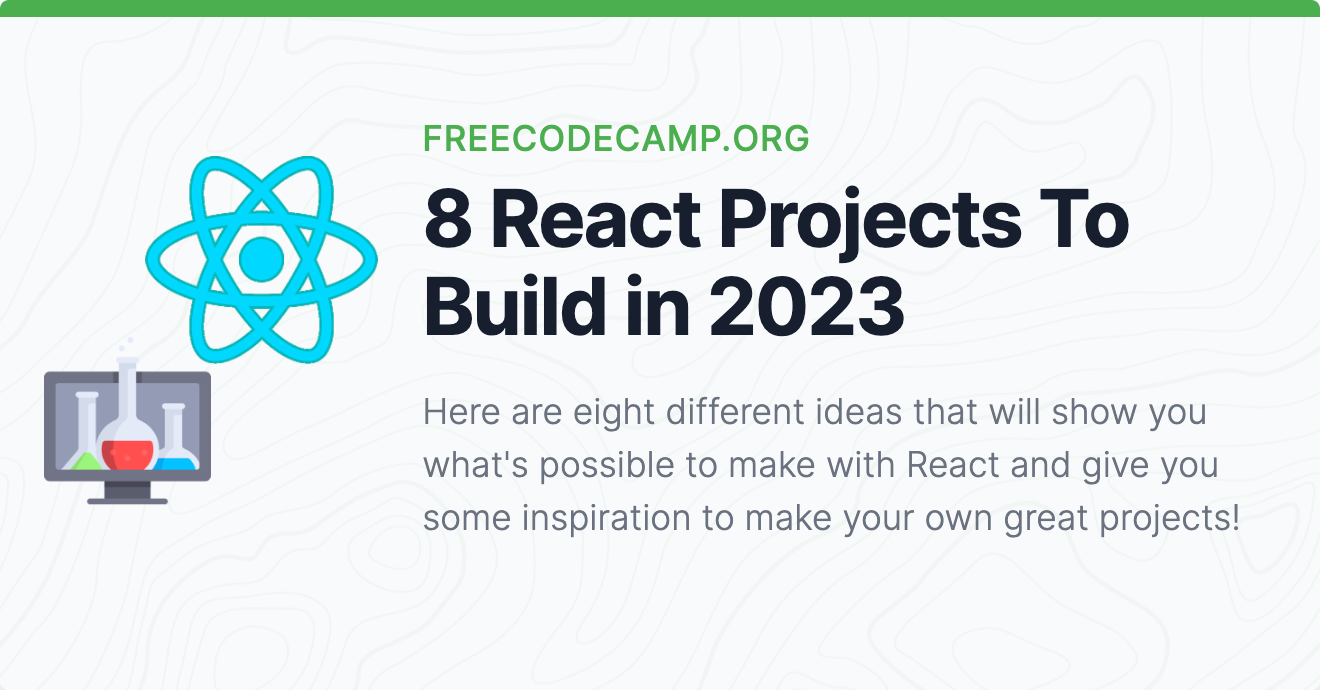 FREECODECAMP.ORG
8 React Projects To
Build in 2023
Here are eight different ideas that will show you
what's possible to make with React and give you
some inspiration to make your own great projects!